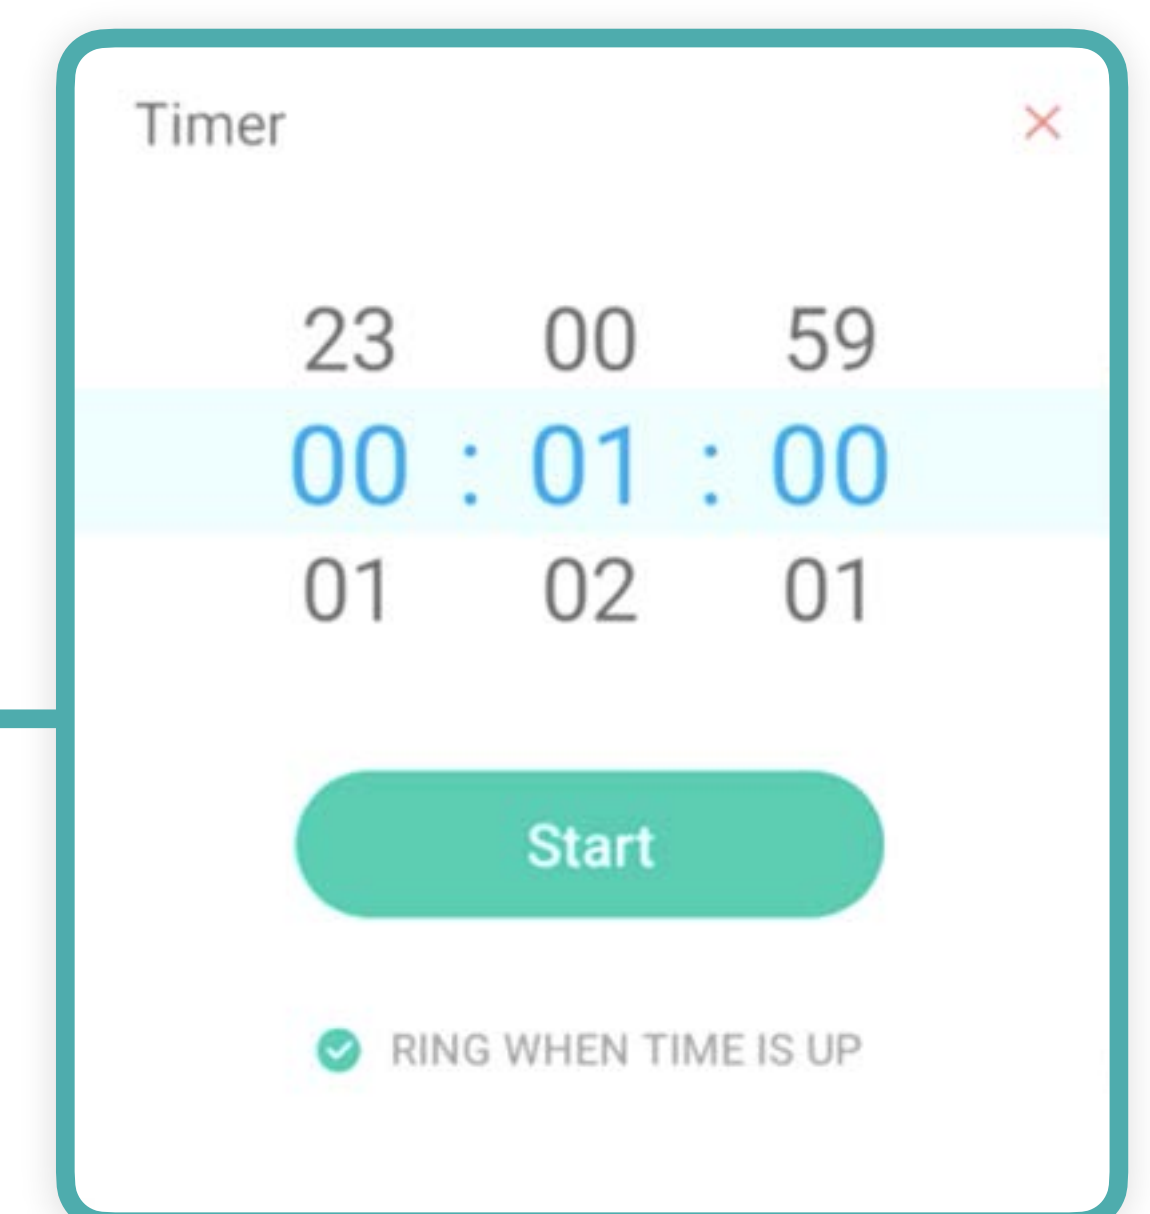 Timer
23 00 59
00 : 01 : 00
01 02 01
Start
RING WHEN TIME IS UP